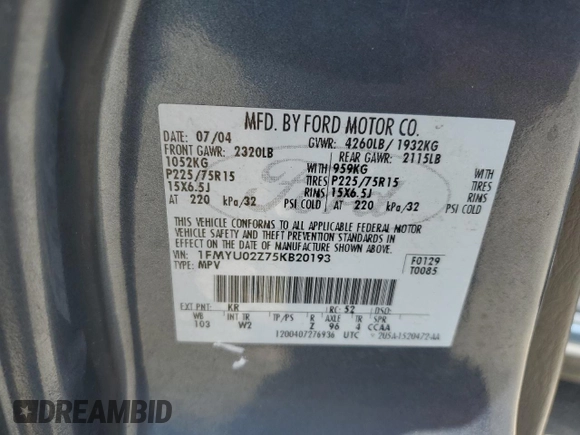 MFD. BY FORD MOTOR CO.
DATE: 07/04 GVWR: 4260LB/ 1932KG
FRONT GAWR: 2320LB REAR GAWR: 2115LB
1052KG WITH 959KG WITH
P225/75R15 TIRES P225/75R15 TIRES
15X6.5J RIMS 15X6.5J RIMS
AT 220 kPa/32 PSI COLD AT 220 kPa/32 PSI COLD
THIS VEHICLE CONFORMS TO ALL APPLICABLE FEDERAL MOTOR
VEHICLE SAFETY AND THEFT PREVENTION STANDARDS IN
EFFECT ON THE DATE OF MANUFACTURE SHOWN ABOVE.
VIN: 1FMYU02Z75KB20193 F0129
TYPE: MPV T0085
EXT PNT: KR RC: 52 DSO:
WB INT TR TP/PS R AXLE TR SPR
103 W2 Z 96 4 CCAA
1200407276936 UTC
Ford
DREAMBID